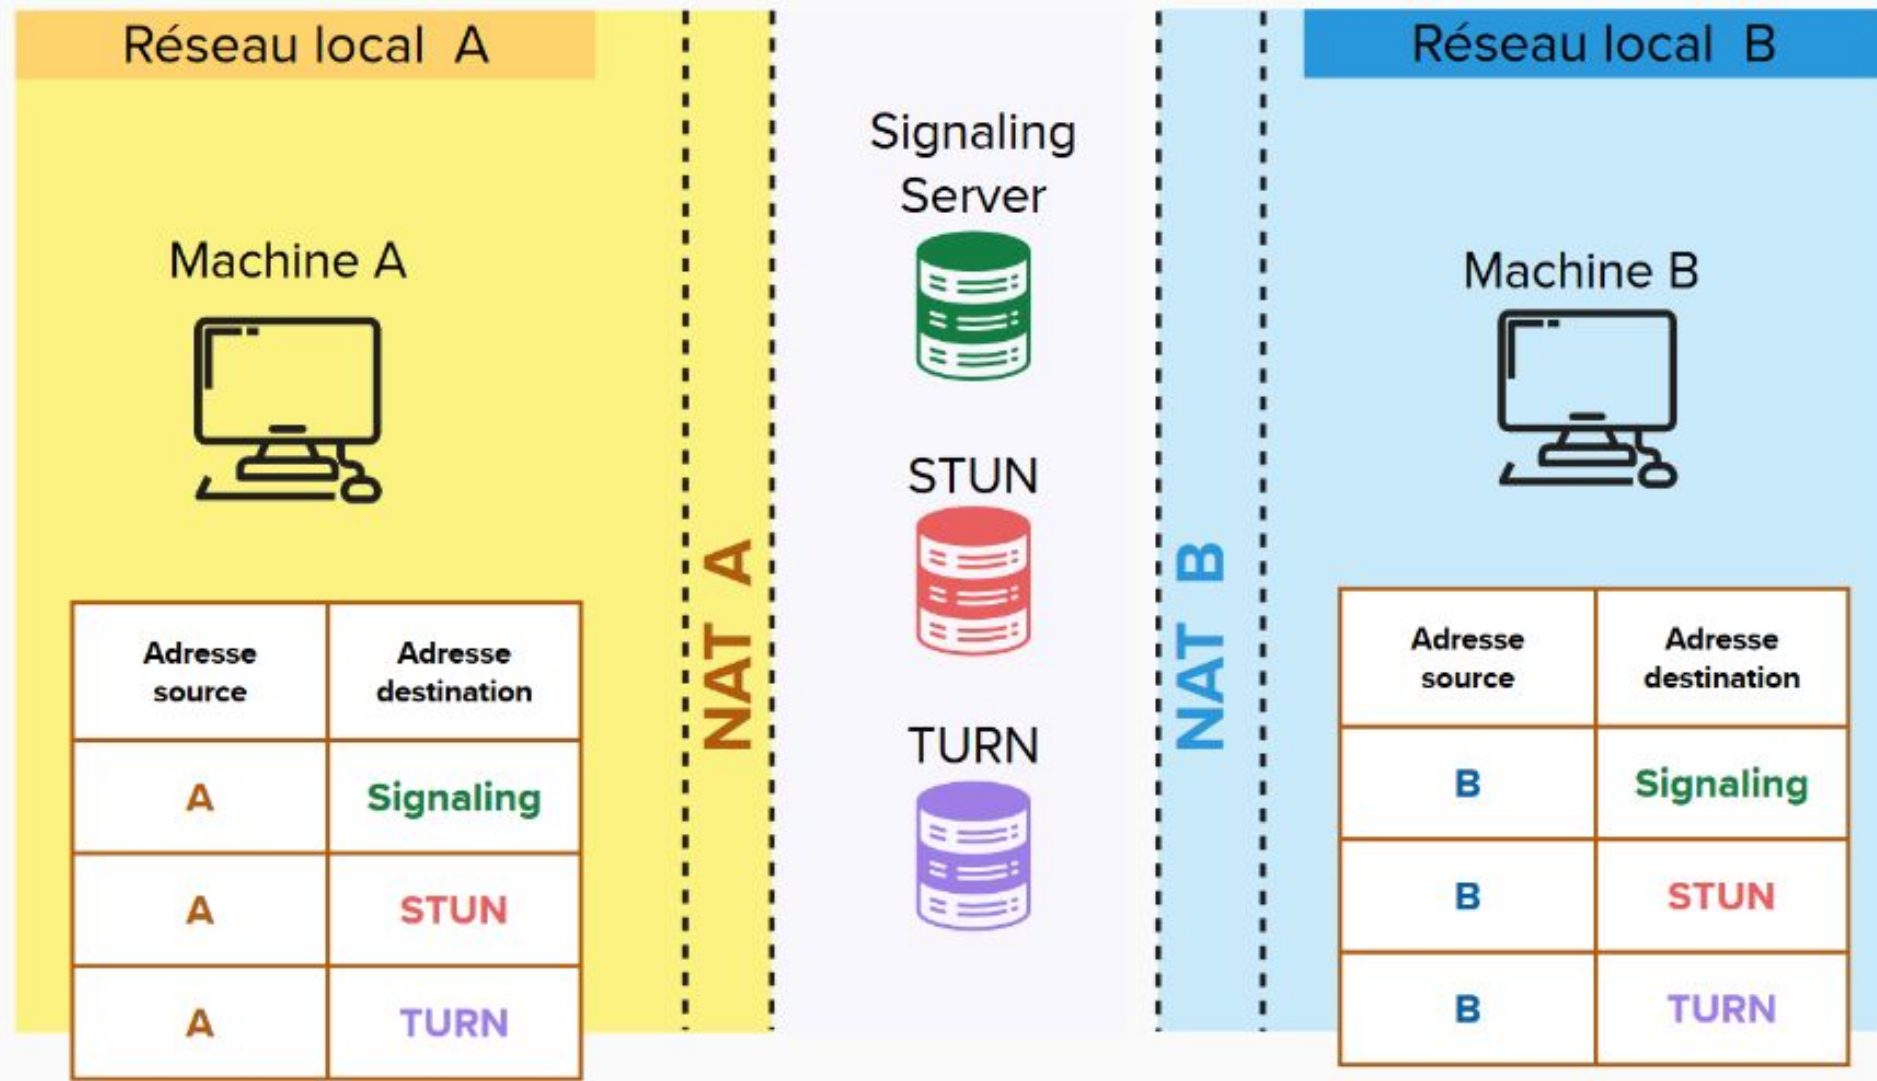 Réseau local A
Machine A
Adresse source
Adresse destination
A
Signaling
A
STUN
A
TURN
NAT A
Signaling
Server
STUN
TURN
NAT B
Réseau local B
Machine B
Adresse source
Adresse destination
B
Signaling
B
STUN
B
TURN